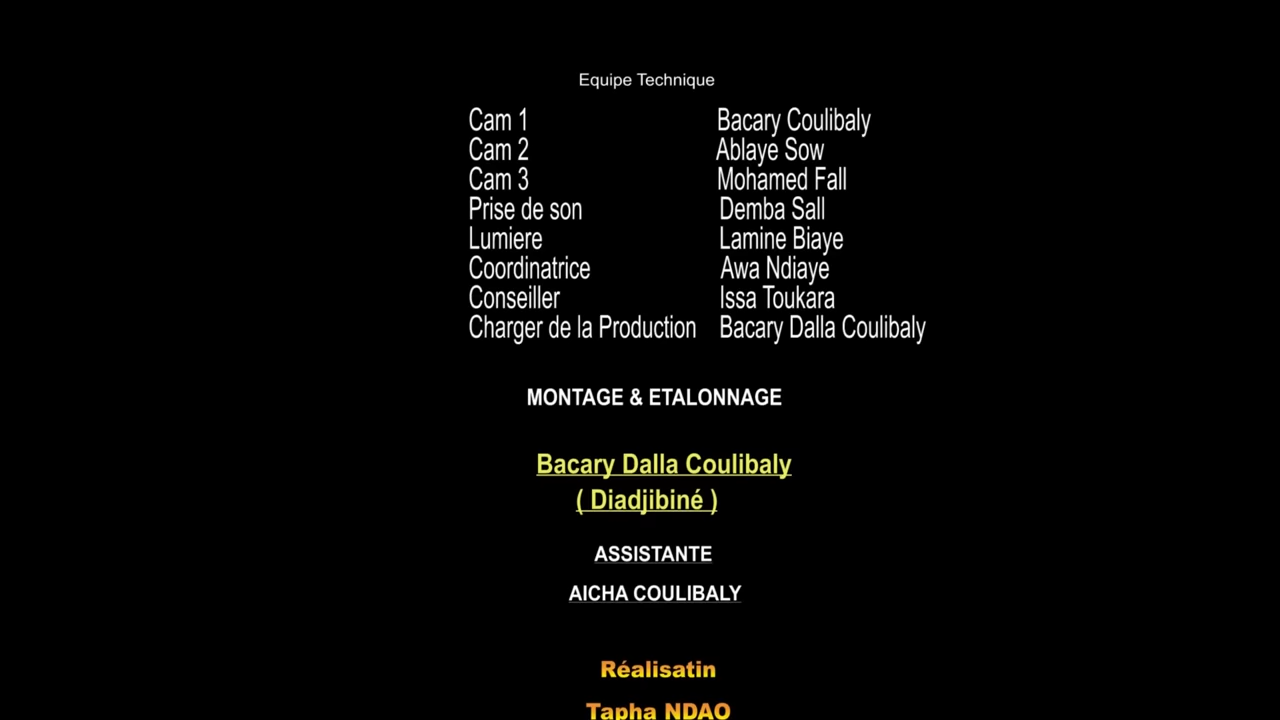 Equipe Technique
Cam 1 Bacary Coulibaly
Cam 2 Ablaye Sow
Cam 3 Mohamed Fall
Prise de son Demba Sall
Lumiere Lamine Biaye
Coordinatrice Awa Ndiaye
Conseiller Issa Toukara
Charger de la Production Bacary Dalla Coulibaly
MONTAGE & ETALONNAGE
Bacary Dalla Coulibaly
( Diadjibiné )
ASSISTANTE
AICHA COULIBALY
Réalisatin
Tapha NDAO